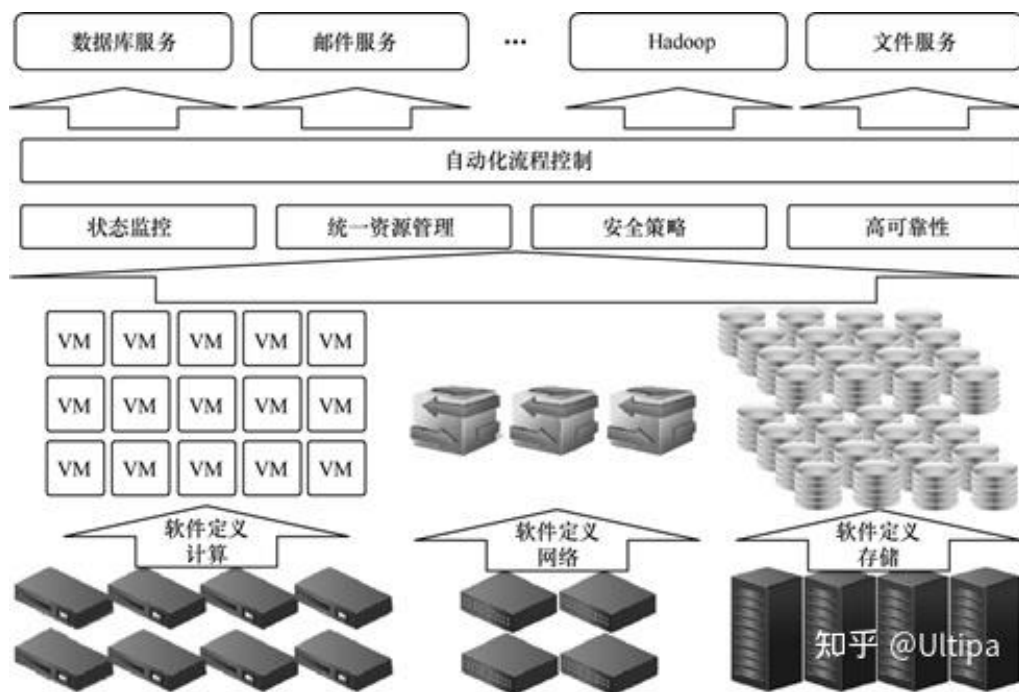 数据库服务
邮件服务
...
Hadoop
文件服务
自动化流程控制
状态监控
统一资源管理
安全策略
高可靠性
VM VM VM VM VM
VM VM VM VM VM
VM VM VM VM VM
软件定义
计算
软件定义
网络
软件定义
存储
知乎 @Ultipa